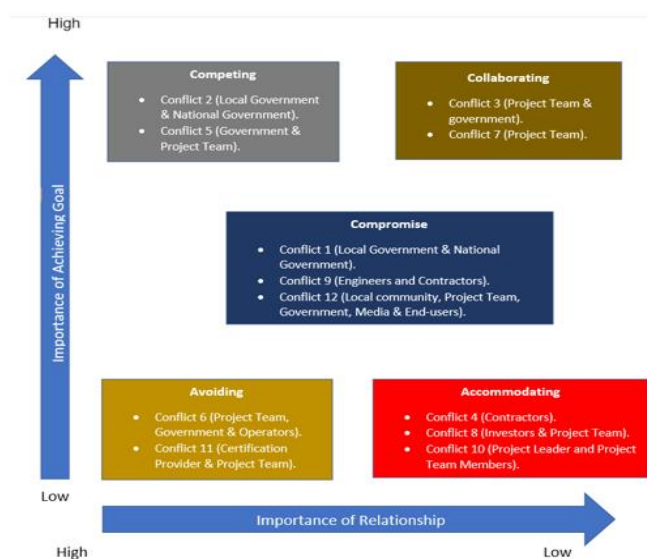 High
Competing
• Conflict 2 (Local Government
& National Government).
• Conflict 5 (Government &
Project Team).
Collaborating
• Conflict 3 (Project Team &
government).
• Conflict 7 (Project Team).
Importance of Achieving Goal
Compromise
• Conflict 1 (Local Government & National
Government).
• Conflict 9 (Engineers and Contractors).
• Conflict 12 (Local community, Project Team,
Government, Media & End-users).
Avoiding
• Conflict 6 (Project Team,
Government & Operators).
• Conflict 11 (Certification
Provider & Project Team).
Accommodating
• Conflict 4 (Contractors).
• Conflict 8 (Investors & Project Team).
• Conflict 10 (Project Leader and Project
Team Members).
Low
Importance of Relationship
High
Low